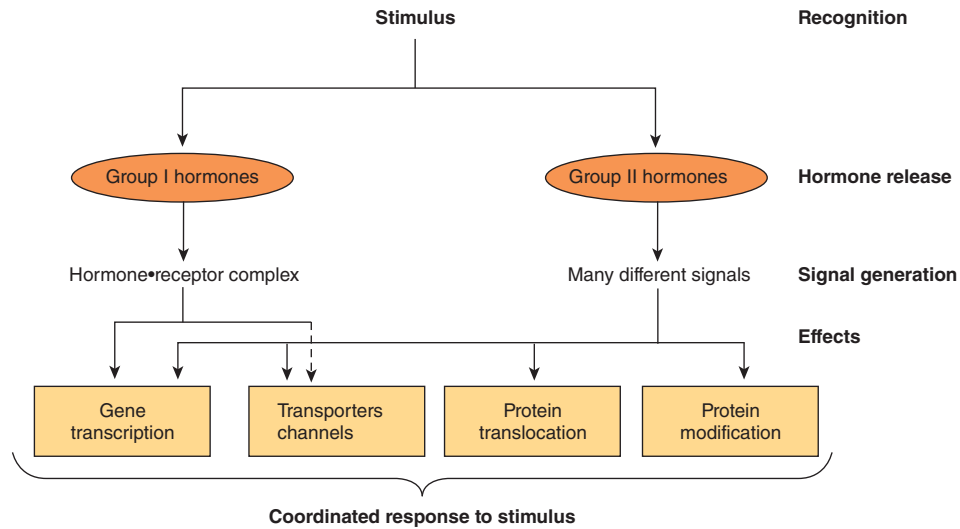 Stimulus
Recognition
Group I hormones
Group II hormones
Hormone release
Hormone•receptor complex
Many different signals
Signal generation
Effects
Gene
transcription
Transporters
channels
Protein
translocation
Protein
modification
Coordinated response to stimulus